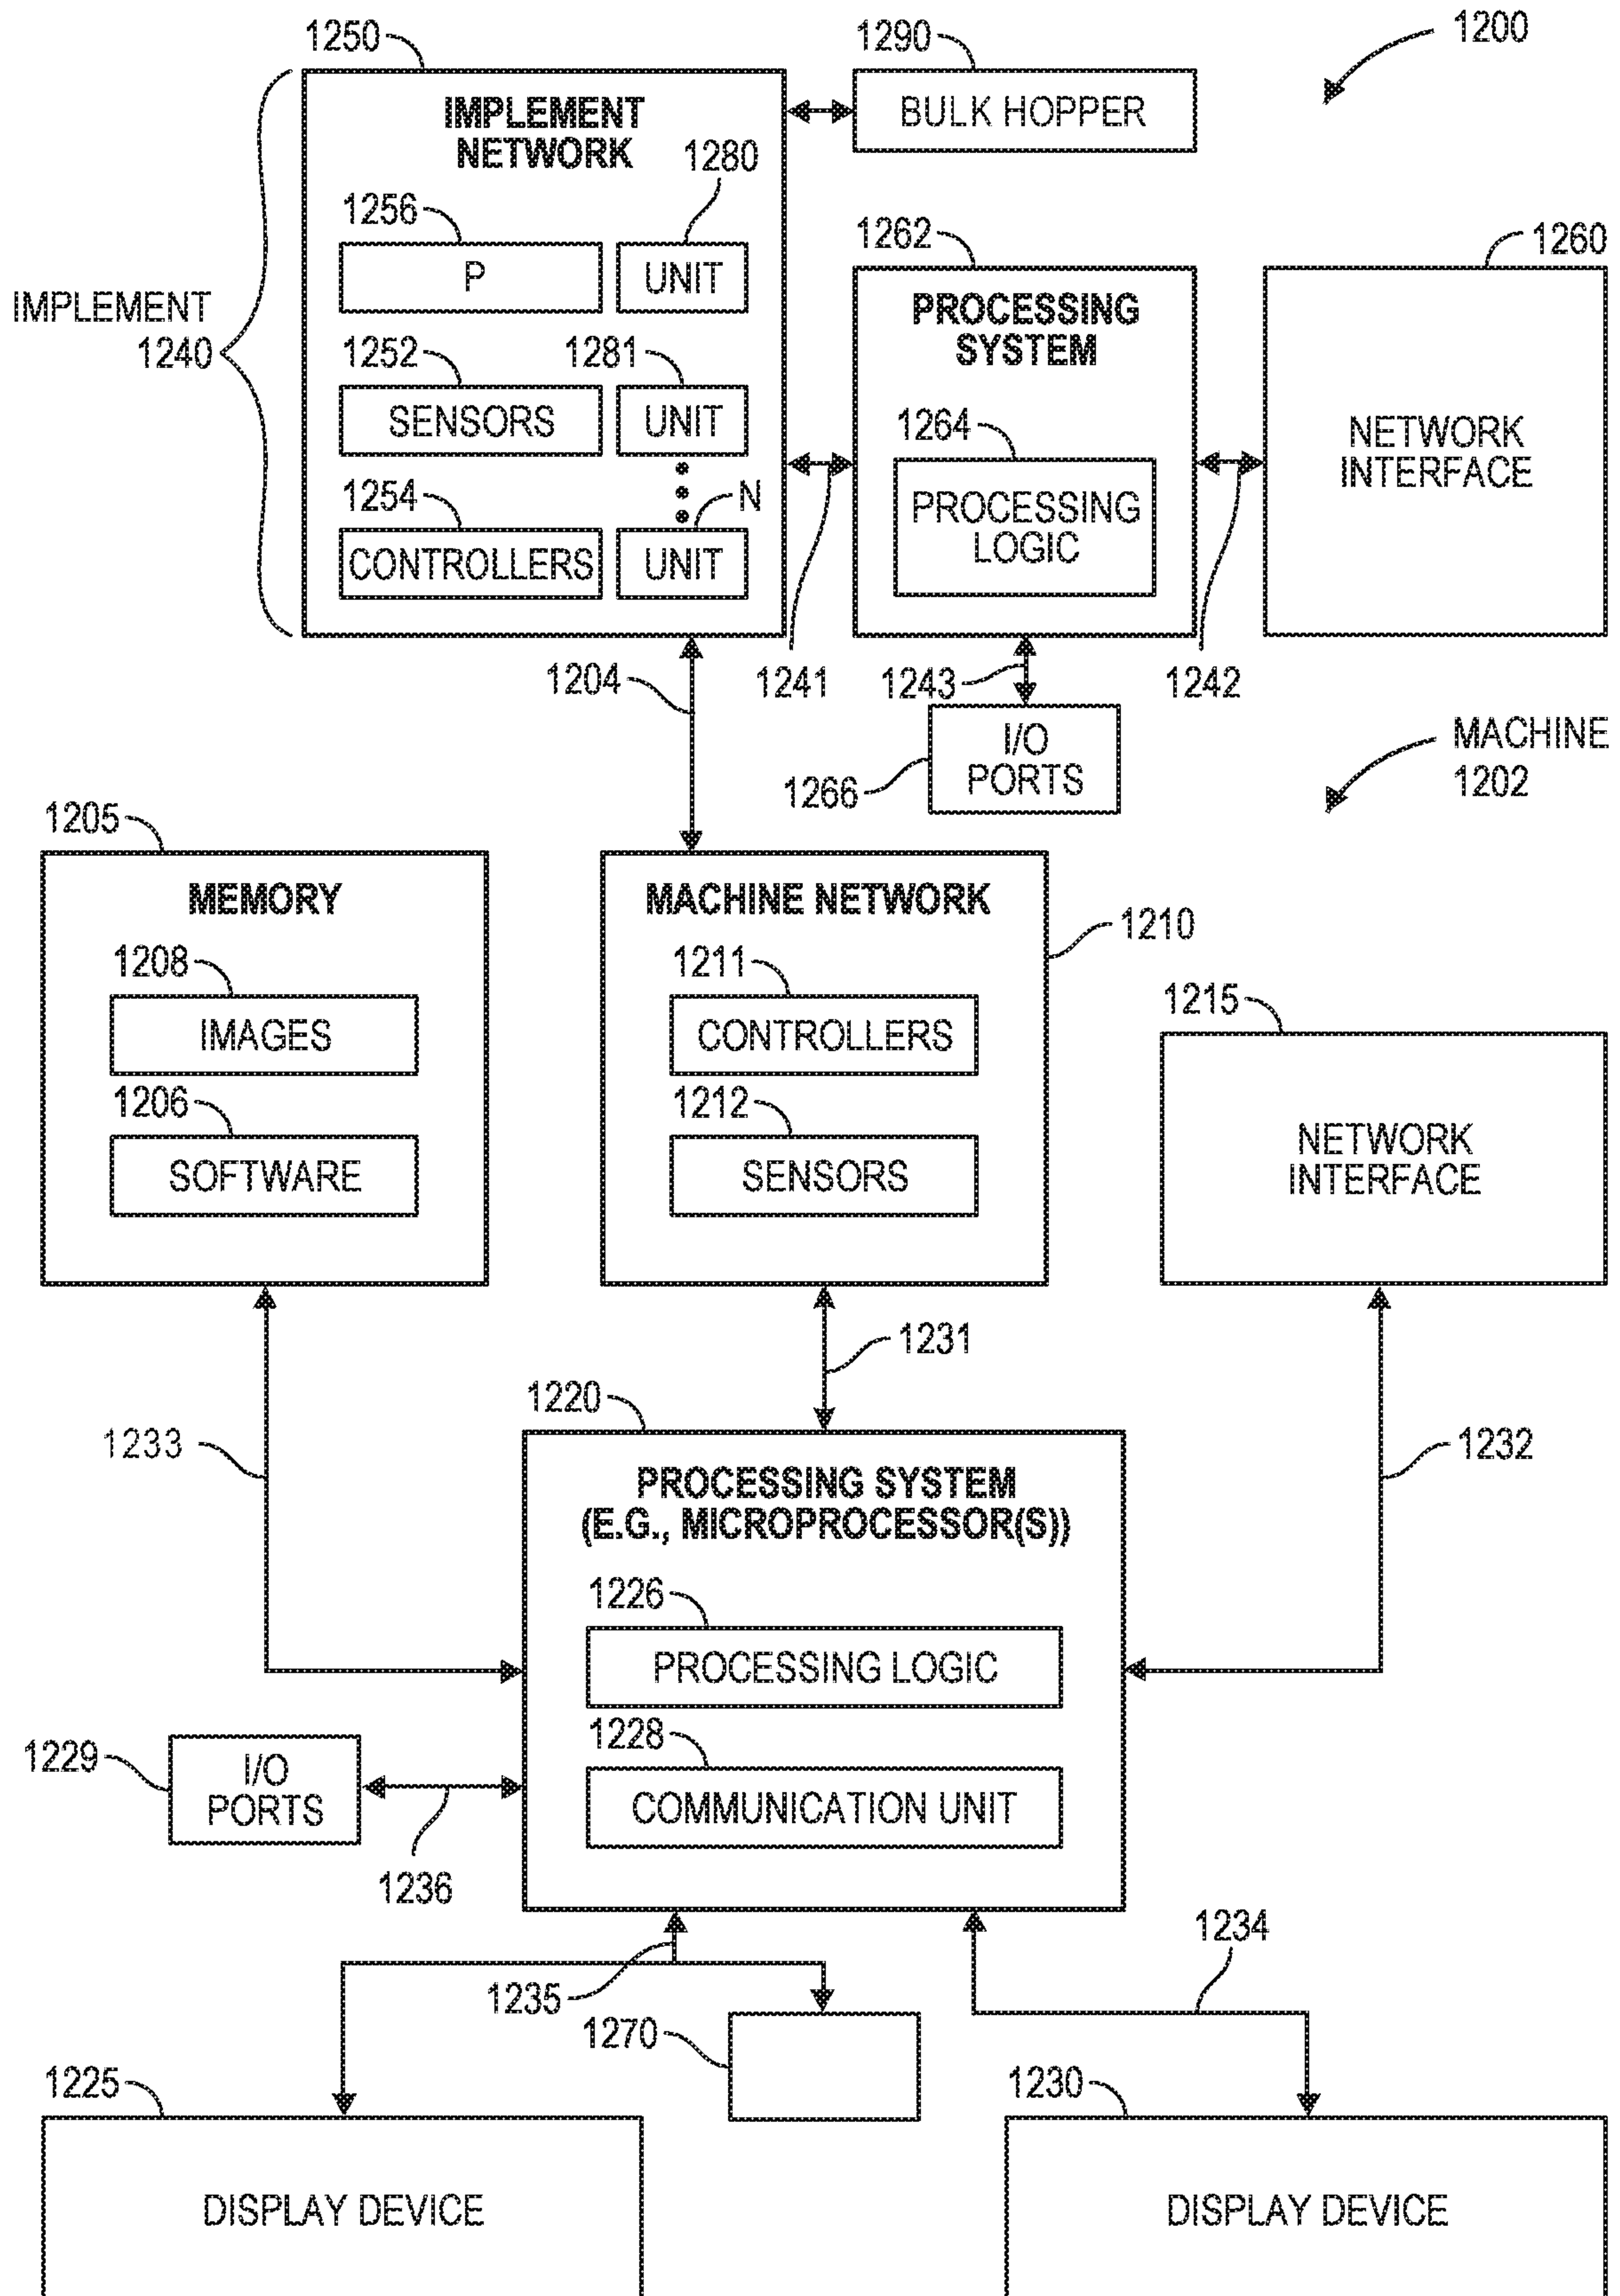 1250
1290
1200
IMPLEMENT
NETWORK
BULK HOPPER
1280
1256
P
UNIT
1262
1260
IMPLEMENT
1240
PROCESSING
SYSTEM
1252
1281
SENSORS
UNIT
1264
NETWORK
INTERFACE
1254
N
PROCESSING
LOGIC
CONTROLLERS
UNIT
1204
1241
1243
1242
I/O
PORTS
1266
MACHINE
1202
1205
MEMORY
MACHINE NETWORK
1210
1208
1211
1215
IMAGES
CONTROLLERS
1206
1212
SOFTWARE
SENSORS
NETWORK
INTERFACE
1231
1220
1233
1232
PROCESSING SYSTEM
(E.G., MICROPROCESSOR(S))
1226
PROCESSING LOGIC
1228
1229
I/O
PORTS
COMMUNICATION UNIT
1236
1234
1235
1270
1225
1230
DISPLAY DEVICE
DISPLAY DEVICE